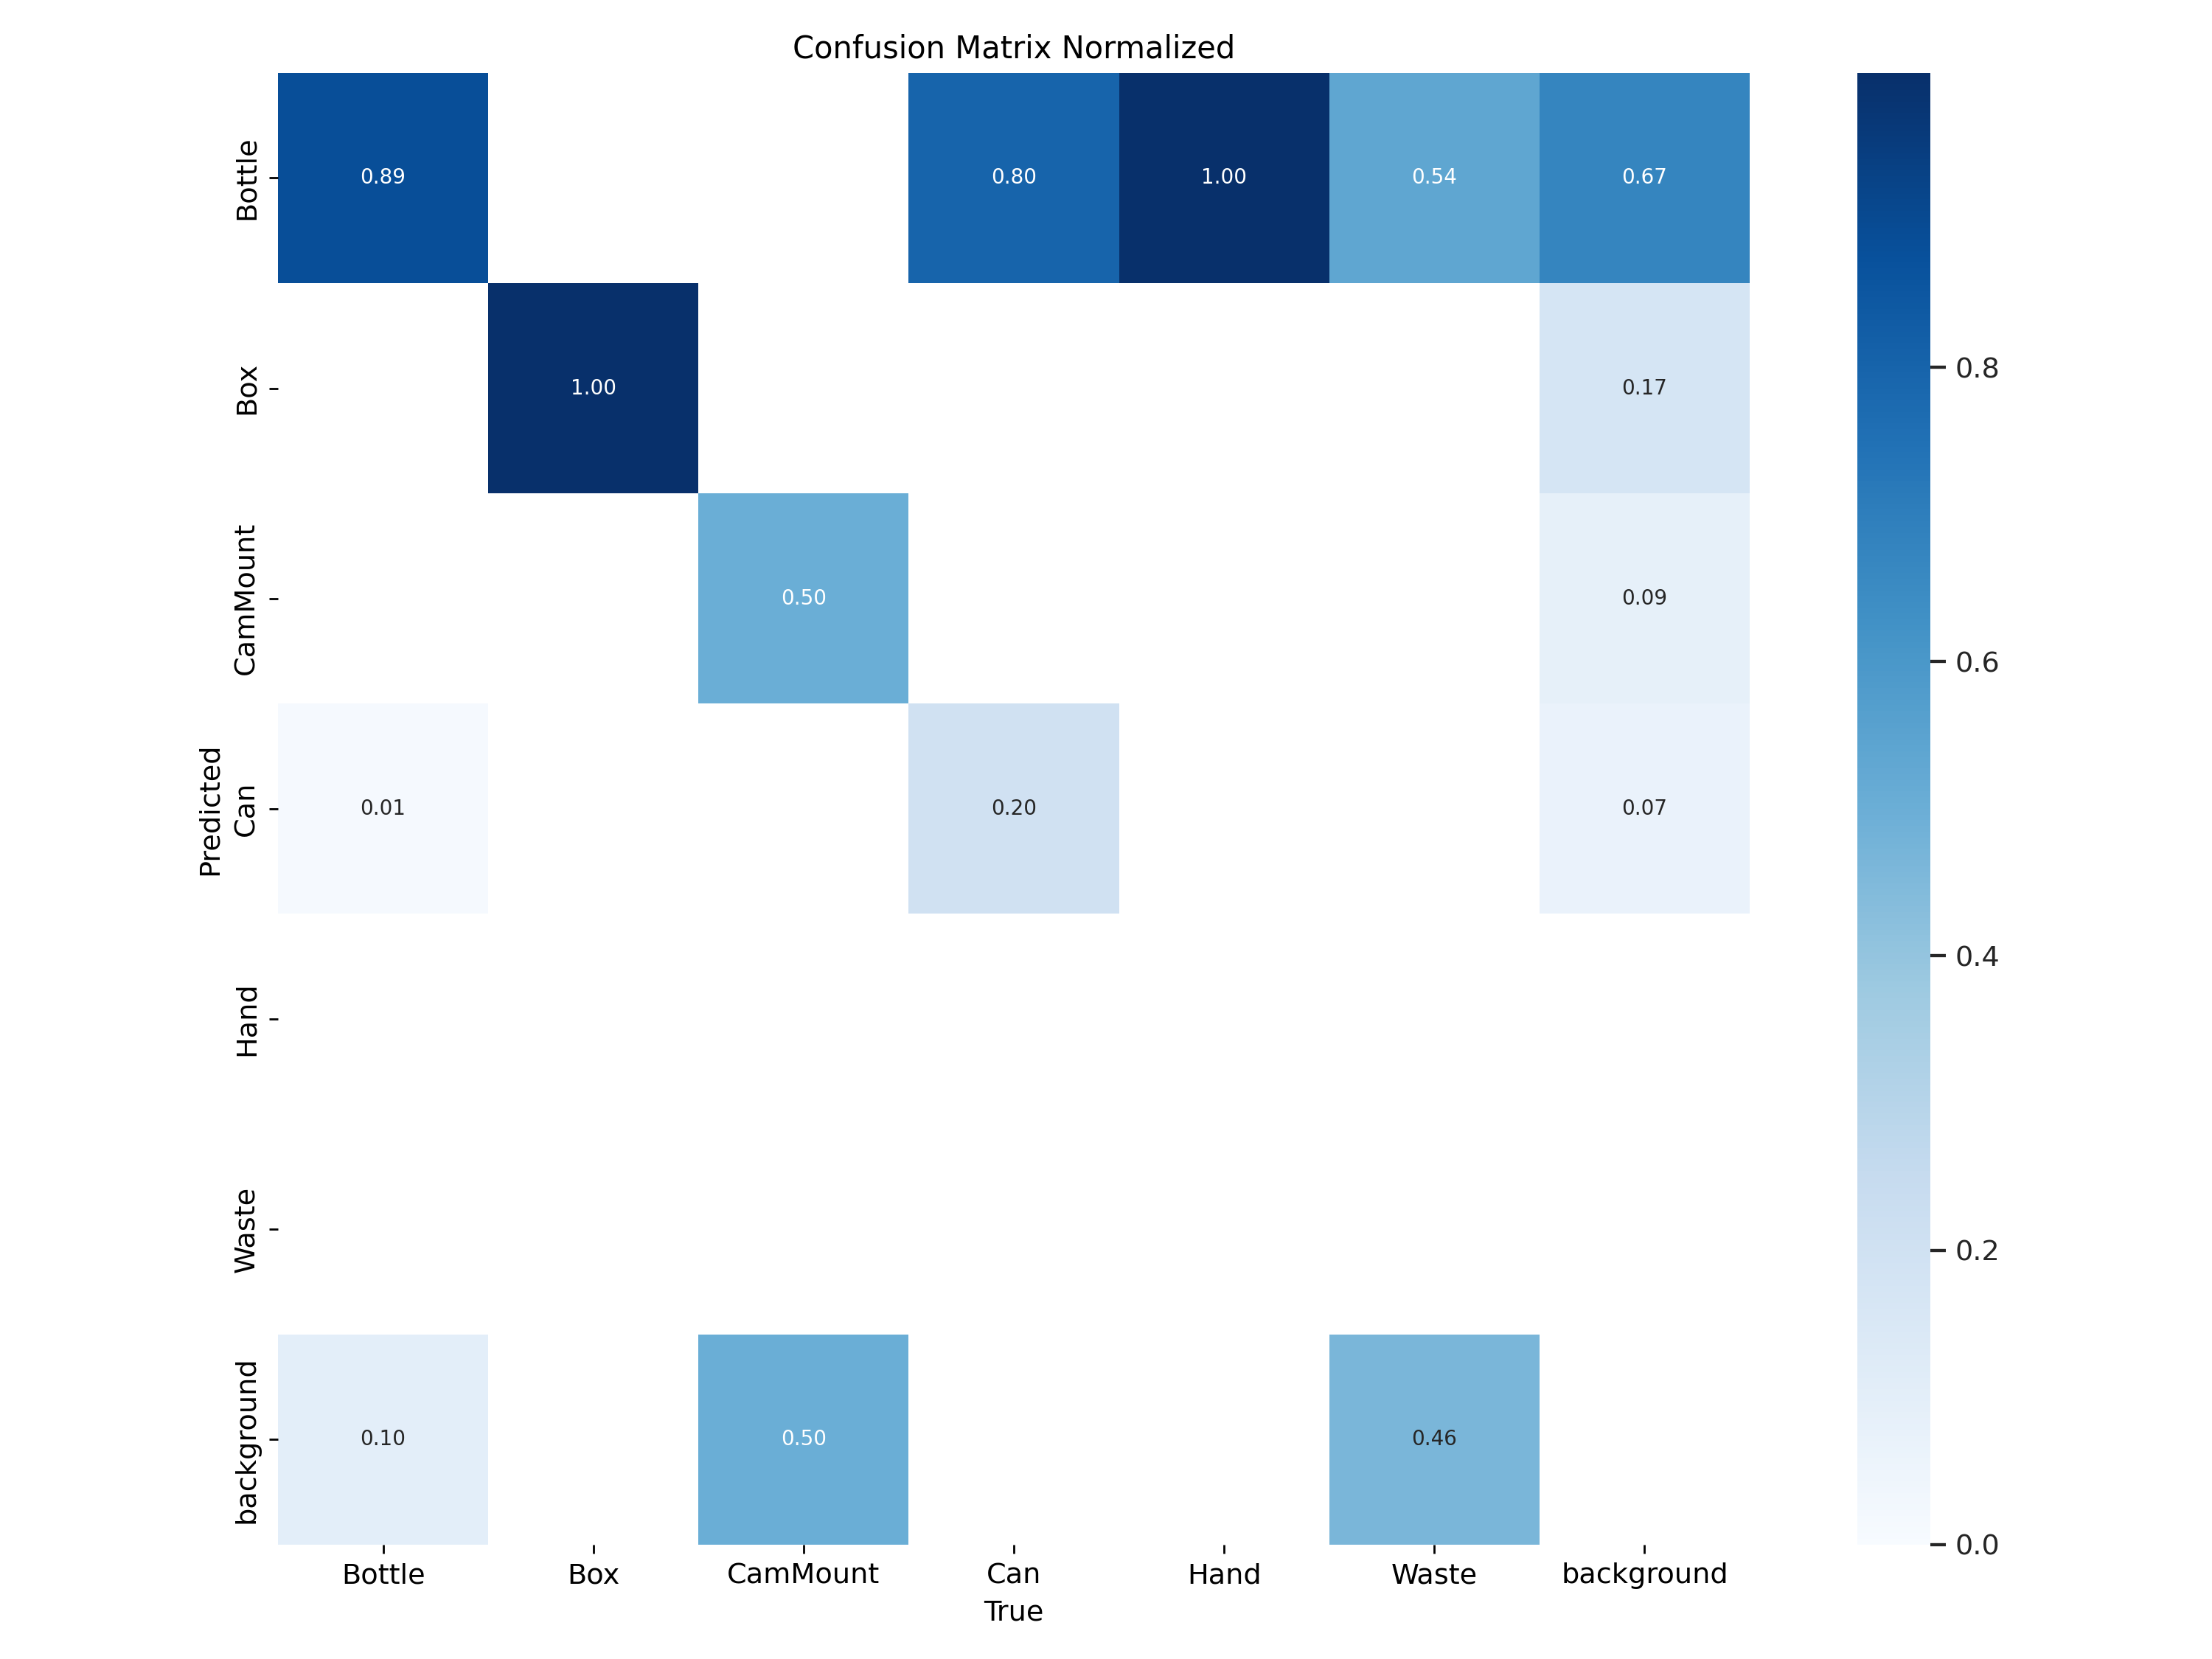 Confusion Matrix Normalized
Bottle
0.89
0.80
1.00
0.54
0.67
Box
1.00
0.17
0.8
CamMount
0.50
0.09
0.6
Predicted
Can
0.01
0.20
0.07
0.4
Hand
Waste
0.2
background
0.10
0.50
0.46
0.0
Bottle
Box
CamMount
Can
Hand
Waste
background
True